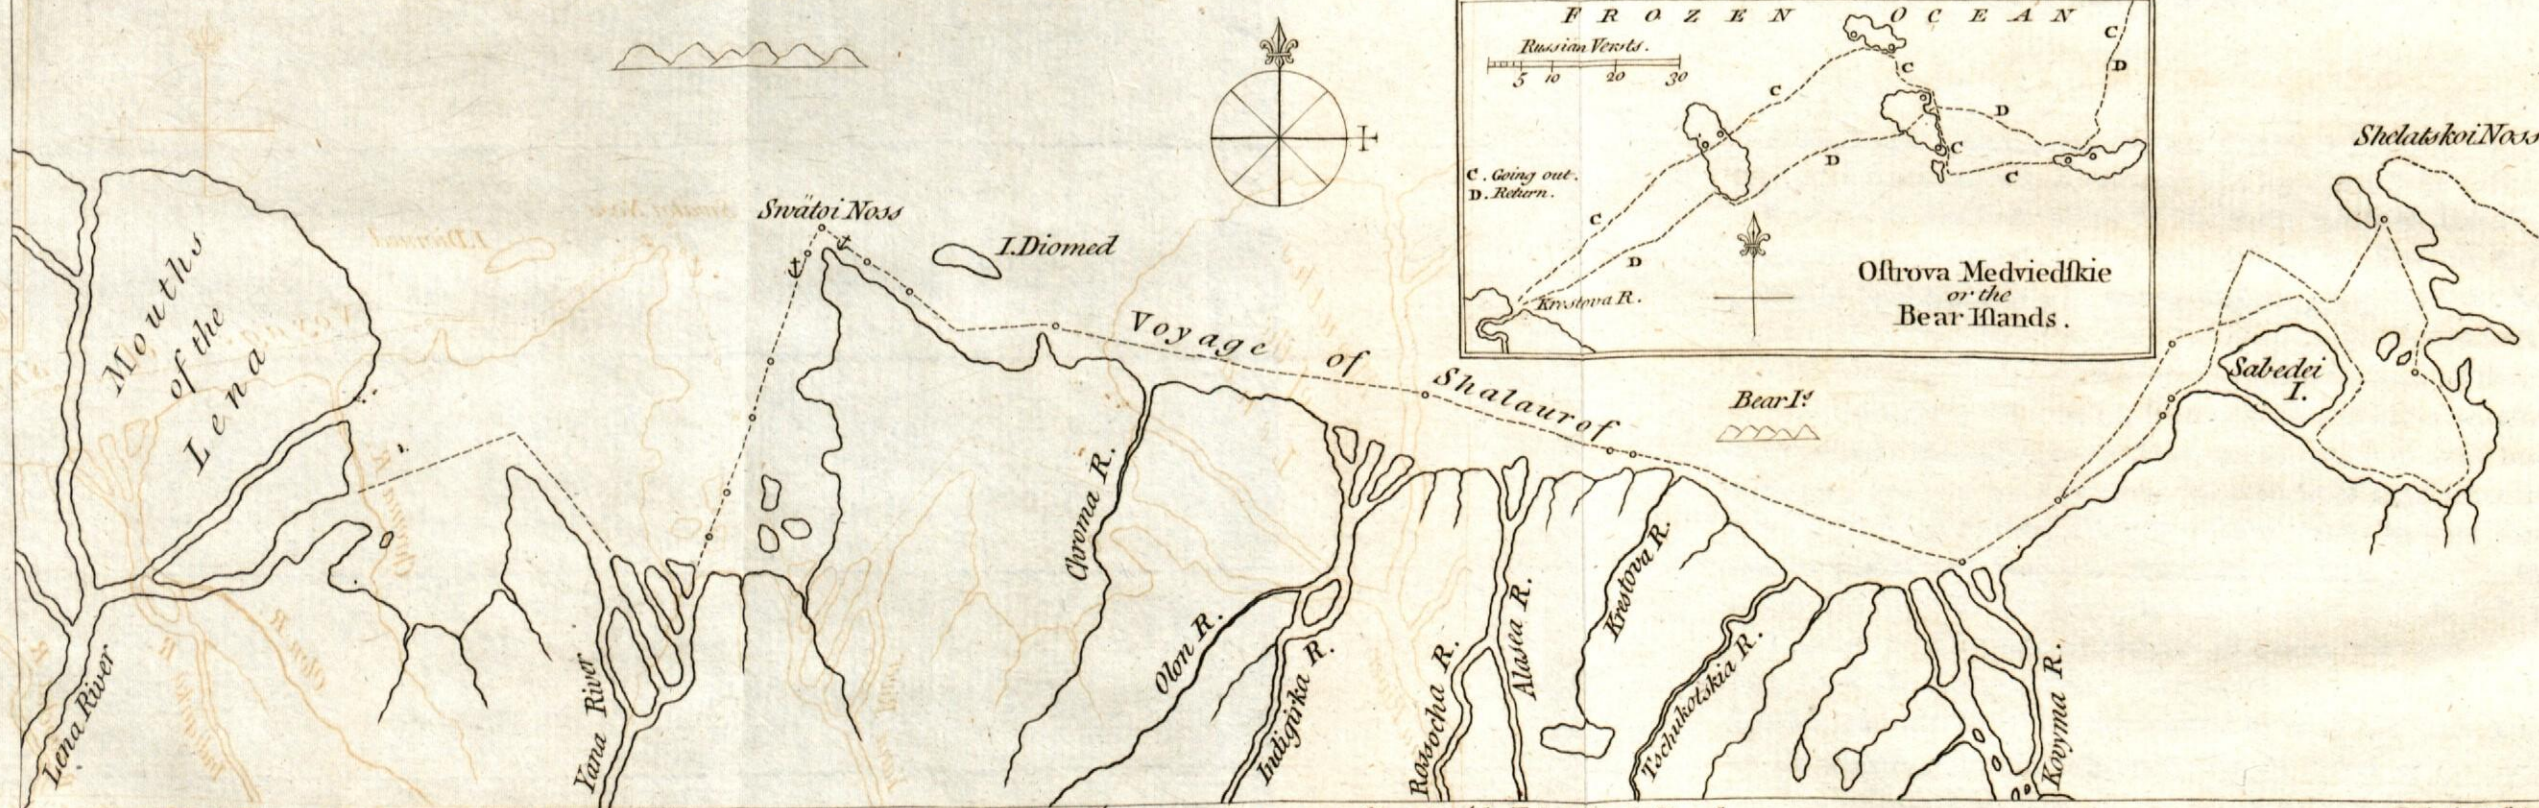 FROZEN OCEAN
Russian Versts.
5 10 20 30
C
D
C
C
D
C. Going out.
D. Return.
D
C
C
C
D
Krestova R.
Oſtrova Medviedſkie
or the
Bear Iſlands.
Shelatskoi Noss
Swätoi Noss
I. Diomed
Mouths
of the
Lena
Voyage of Shalaurof
Bear Iˢ
Sabedei
I.
Lena River
Yana River
Chroma R.
Olon R.
Indigirka R.
Rossocha R.
Alasea R.
Krestova R.
Tschukotskia R.
Kovyma R.